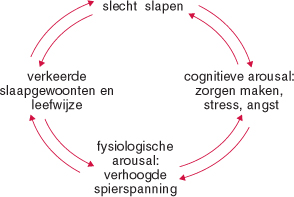 slecht slapen
verkeerde
slaapgewoonten en
leefwijze
cognitieve arousal:
zorgen maken,
stress, angst
fysiologische
arousal:
verhoogde
spierspanning